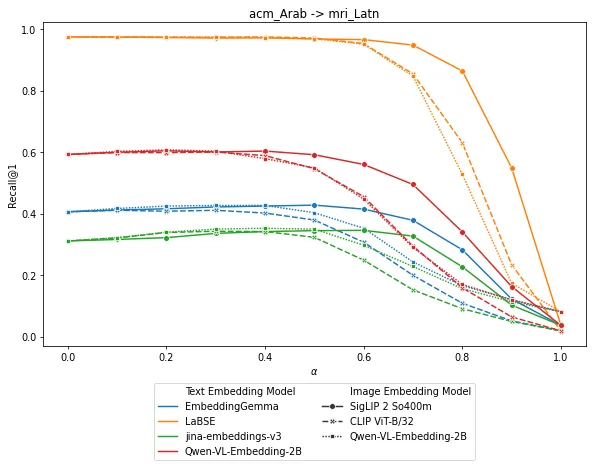 acm_Arab -> mri_Latn
1.0
0.8
0.6
0.4
0.2
0.0
Recall@1
0.0 0.2 0.4 0.6 0.8 1.0
α
Text Embedding Model
EmbeddingGemma
LaBSE
jina-embeddings-v3
Qwen-VL-Embedding-2B
Image Embedding Model
SigLIP 2 So400m
CLIP ViT-B/32
Qwen-VL-Embedding-2B